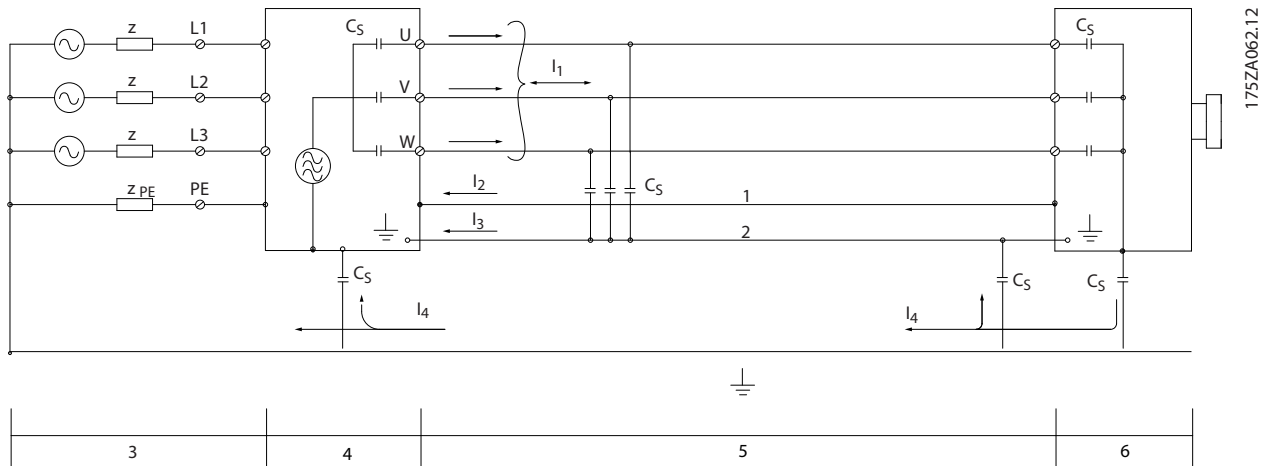 z L1
C_S U
I_1
C_S
175ZA062.12
z L2
V
z L3
W
z_PE PE
I_2
C_S
1
I_3
2
C_S
C_S
C_S
I_4
I_4
3
4
5
6